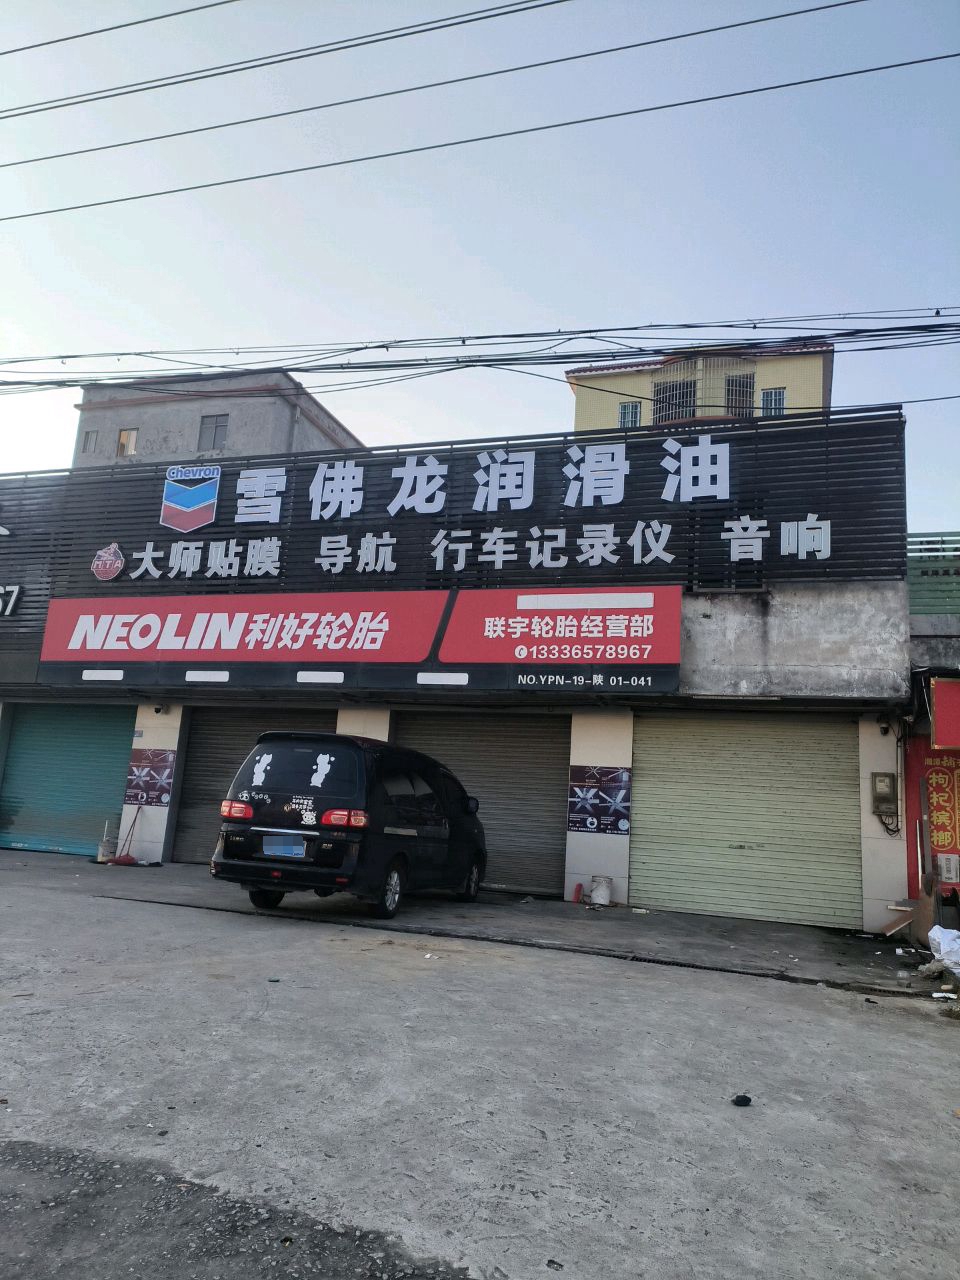 Chevron
雪佛龙润滑油
MTA
大师贴膜 导航 行车记录仪 音响
67
NEOLIN利好轮胎
联宇轮胎经营部
13336578967
NO.YPN-19-陕 01-041
枸杞槟榔